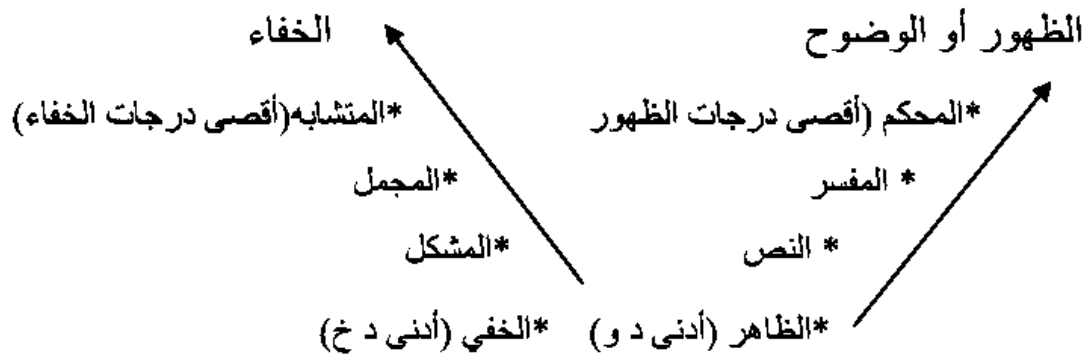 الظهور أو الوضوح الخفاء
*المحكم (أقصى درجات الظهور *المتشابه(أقصى درجات الخفاء)
* المفسر *المجمل
* النص *المشكل
*الظاهر (أدنى د و) *الخفي (أدنى د خ)